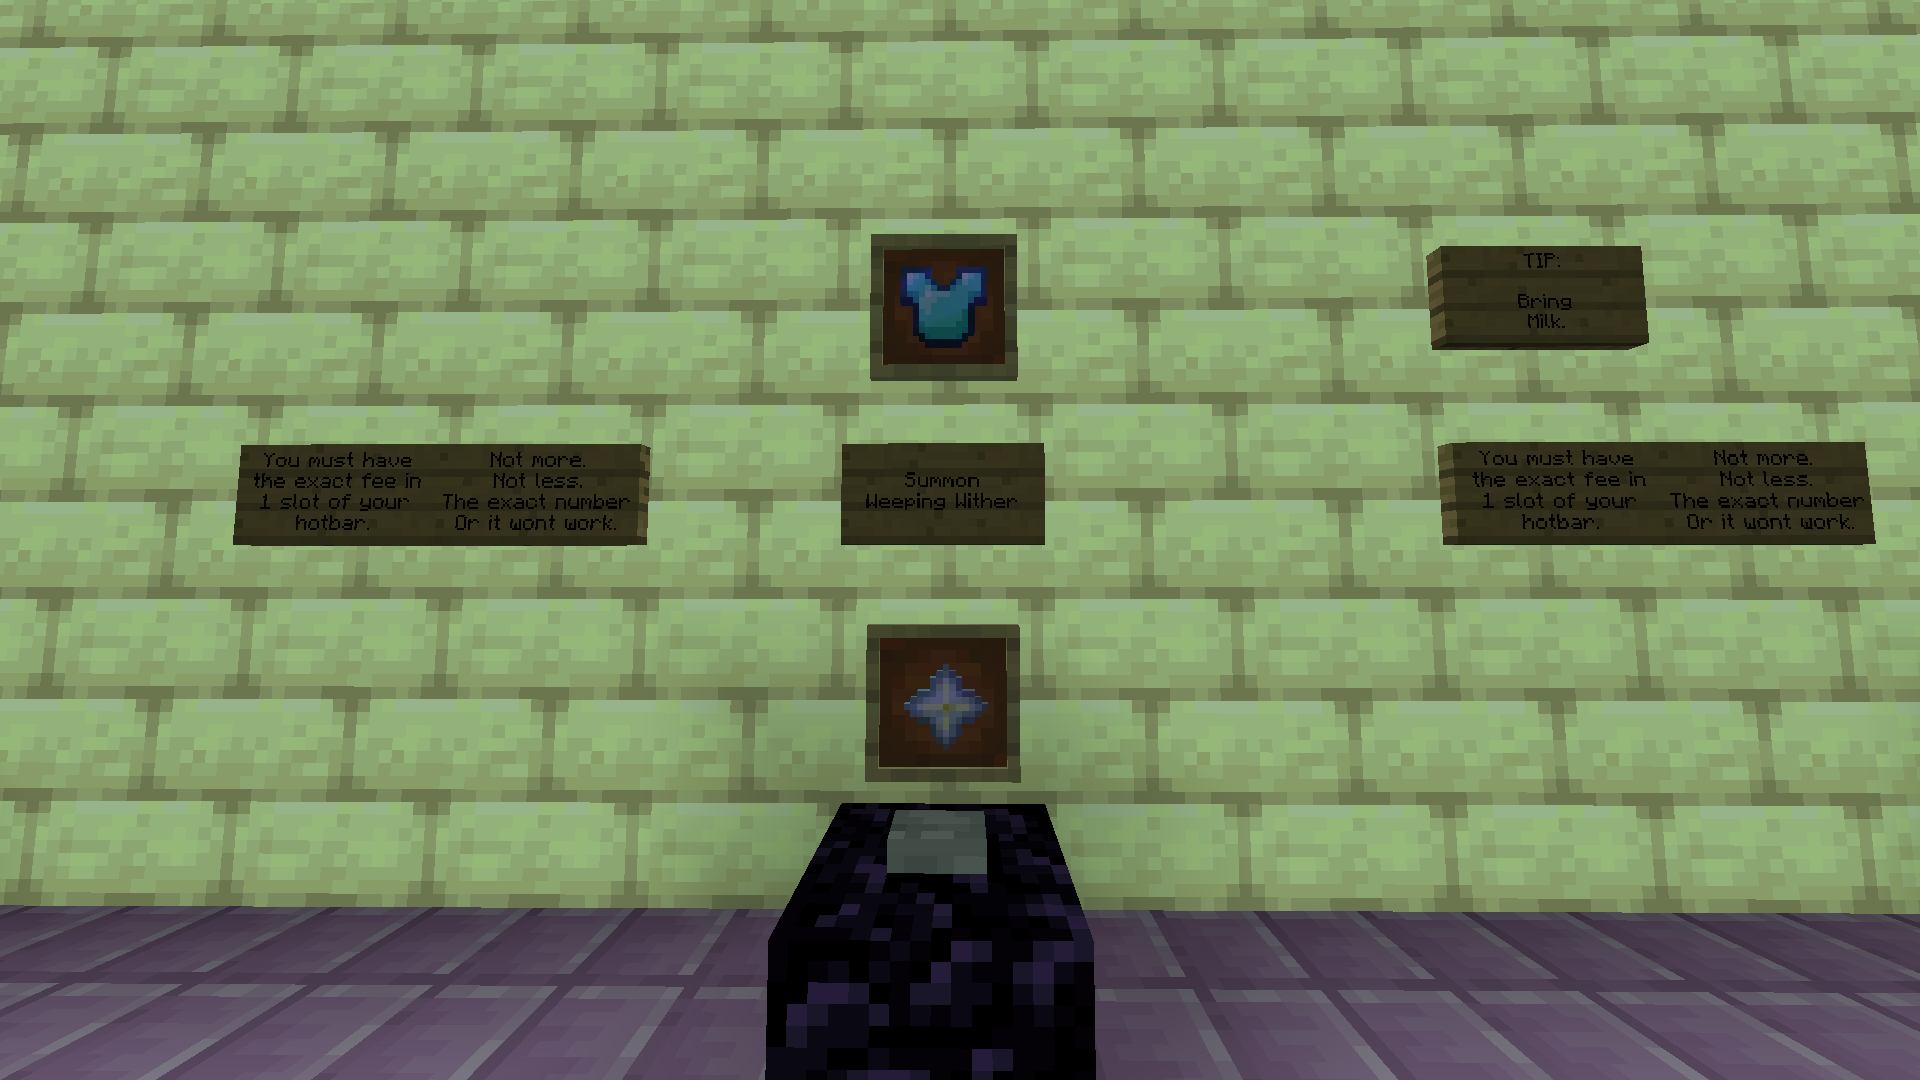 TIP:
Bring
Milk.
You must have
the exact fee in
1 slot of your
hotbar.
Not more.
Not less.
The exact number
Or it wont work.
Summon
Weeping Wither
You must have
the exact fee in
1 slot of your
hotbar.
Not more.
Not less.
The exact number
Or it wont work.